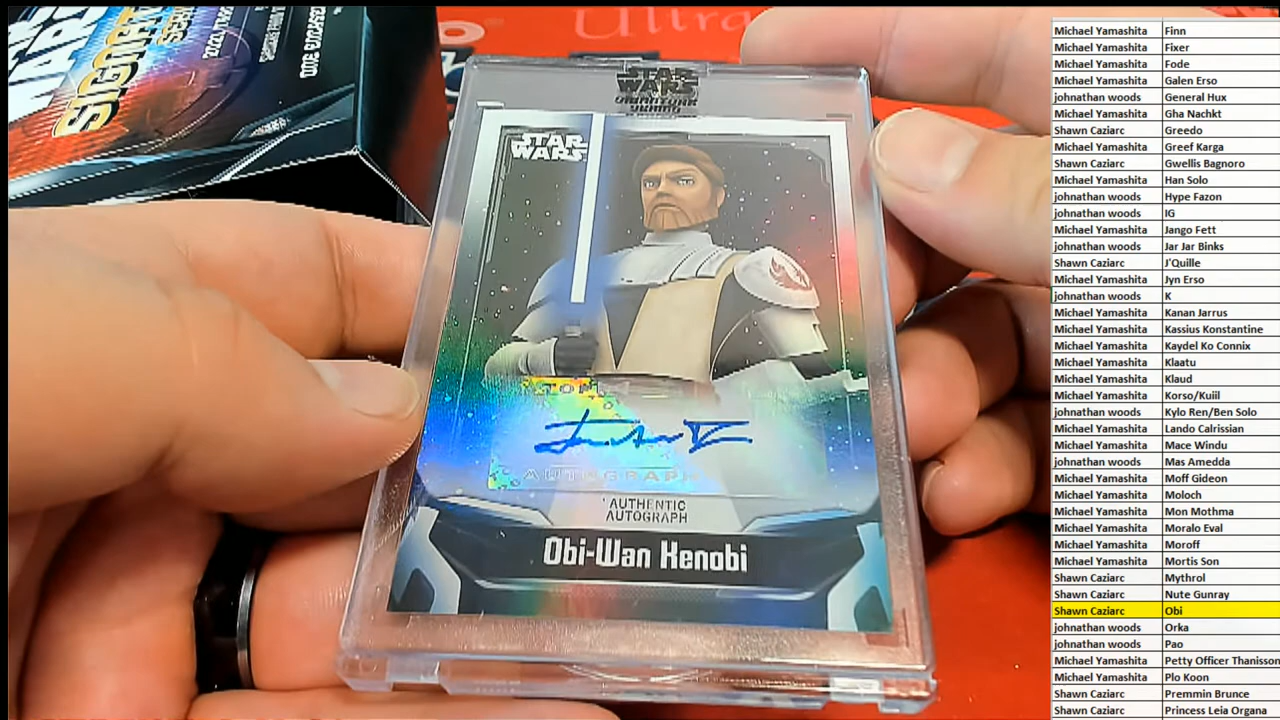 WARS
SIGNAT
SER
ONE ENCASED
Ultra
STAR
WARS
SIGNATURE
SERIES
STAR
WARS
TOPPS
AUTOGRAPH
AUTHENTIC
AUTOGRAPH
Obi-Wan Kenobi
Michael Yamashita Finn
Michael Yamashita Fixer
Michael Yamashita Fode
Michael Yamashita Galen Erso
johnathan woods General Hux
Michael Yamashita Gha Nachkt
Shawn Caziarc Greedo
Michael Yamashita Greef Karga
Shawn Caziarc Gwellis Bagnoro
Michael Yamashita Han Solo
johnathan woods Hype Fazon
johnathan woods IG
Michael Yamashita Jango Fett
johnathan woods Jar Jar Binks
Shawn Caziarc J'Quille
Michael Yamashita Jyn Erso
johnathan woods K
Michael Yamashita Kanan Jarrus
Michael Yamashita Kassius Konstantine
Michael Yamashita Kaydel Ko Connix
Michael Yamashita Klaatu
Michael Yamashita Klaud
Michael Yamashita Korso/Kuiil
johnathan woods Kylo Ren/Ben Solo
Michael Yamashita Lando Calrissian
Michael Yamashita Mace Windu
johnathan woods Mas Amedda
Michael Yamashita Moff Gideon
Michael Yamashita Moloch
Michael Yamashita Mon Mothma
Michael Yamashita Moralo Eval
Michael Yamashita Moroff
Michael Yamashita Mortis Son
Shawn Caziarc Mythrol
Shawn Caziarc Nute Gunray
Shawn Caziarc Obi
johnathan woods Orka
johnathan woods Pao
Michael Yamashita Petty Officer Thanisson
Michael Yamashita Plo Koon
Shawn Caziarc Premmin Brunce
Shawn Caziarc Princess Leia Organa